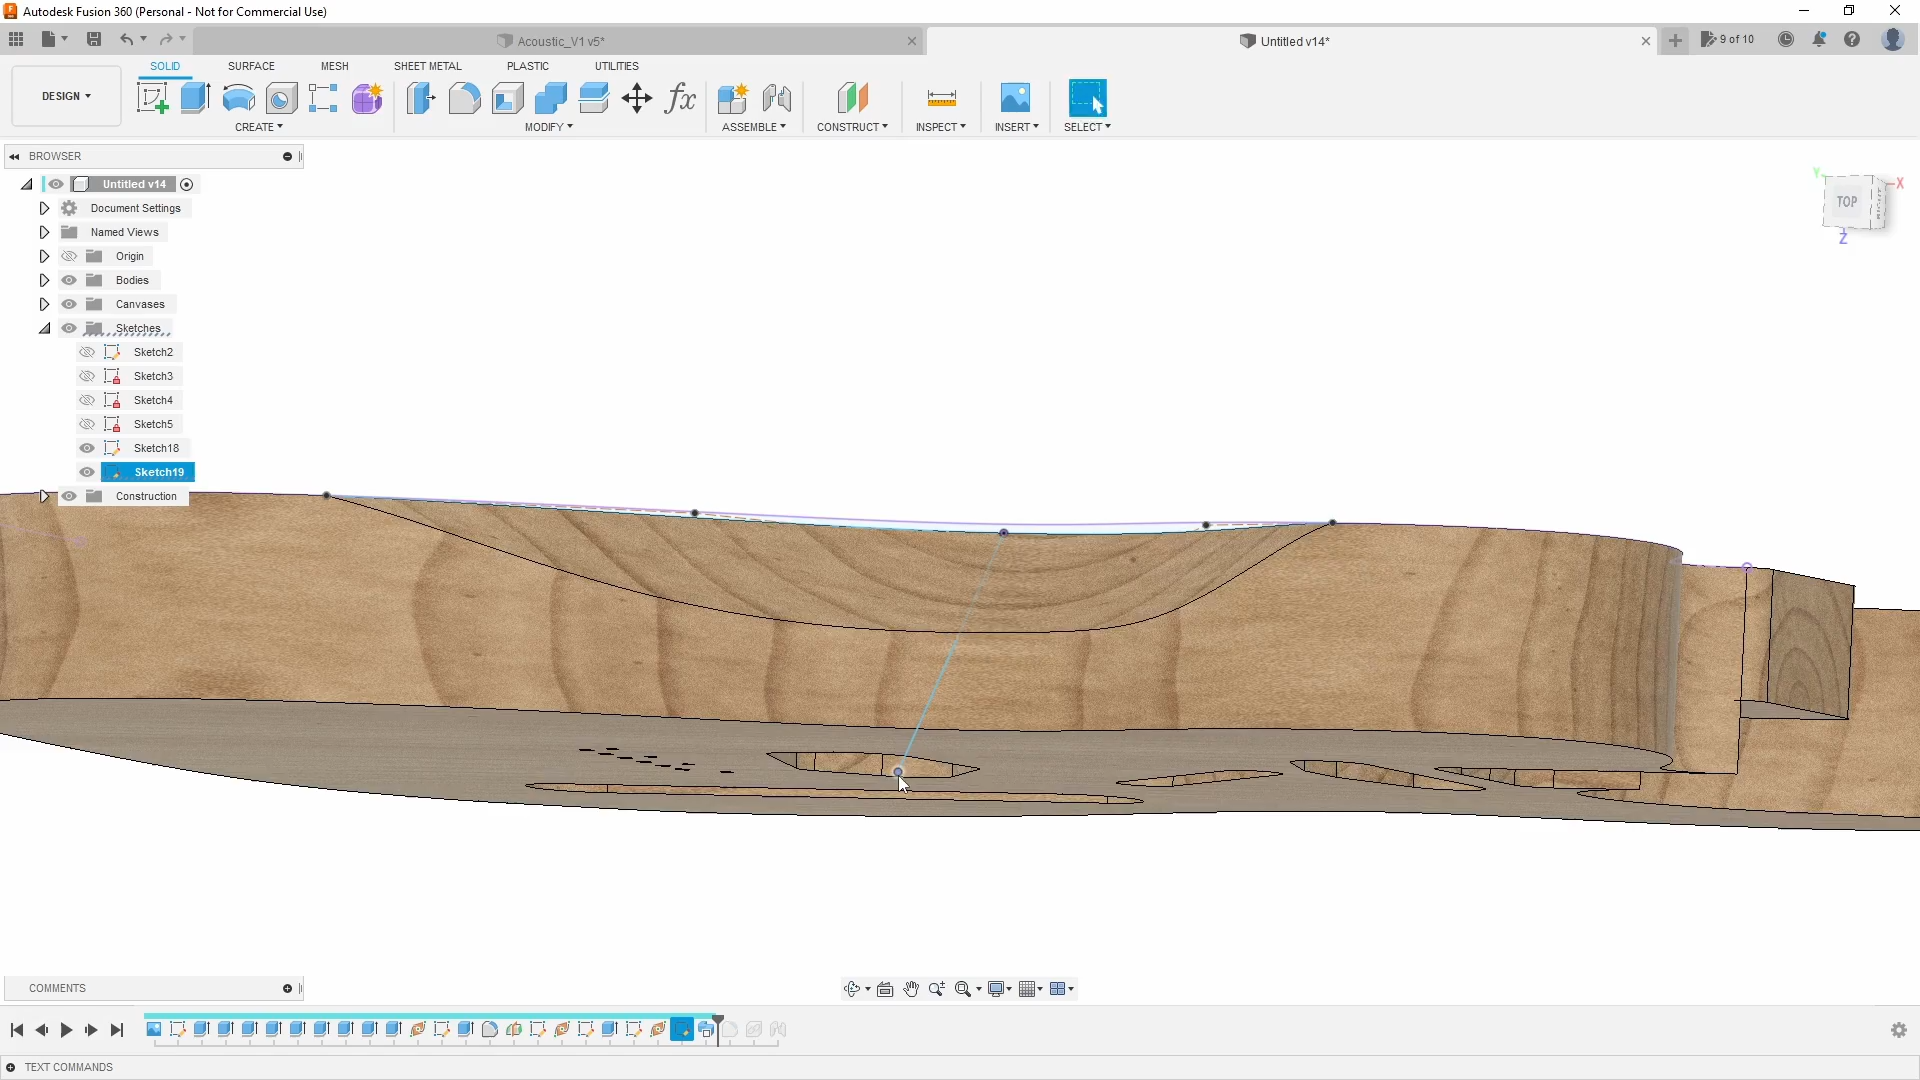 Autodesk Fusion 360 (Personal - Not for Commercial Use)
Acoustic_V1 v5*
Untitled v14*
9 of 10
DESIGN
SOLID
SURFACE
MESH
SHEET METAL
PLASTIC
UTILITIES
fx
CREATE
MODIFY
ASSEMBLE
CONSTRUCT
INSPECT
INSERT
SELECT
BROWSER
Untitled v14
Document Settings
Named Views
Origin
Bodies
Canvases
Sketches
Sketch2
Sketch3
Sketch4
Sketch5
Sketch18
Sketch19
Construction
Y
X
TOP
RIGHT
Z
COMMENTS
TEXT COMMANDS